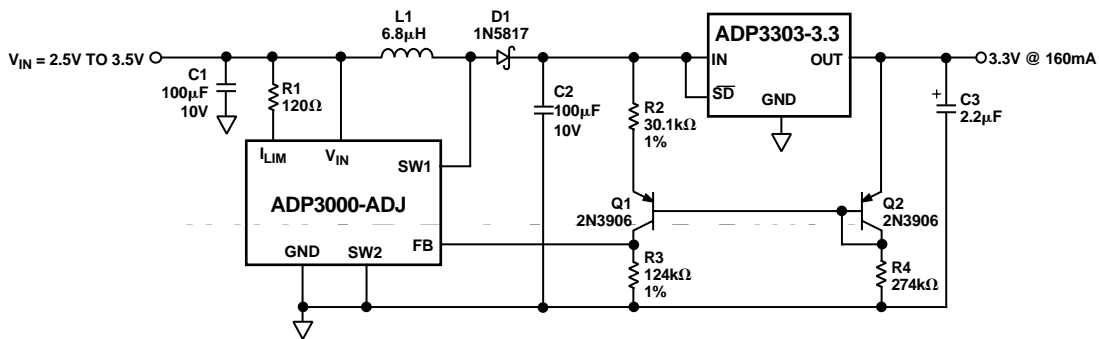 V_IN = 2.5V TO 3.5V
C1
100μF
10V
R1
120Ω
L1
6.8μH
D1
1N5817
C2
100μF
10V
R2
30.1kΩ
1%
ADP3303-3.3
IN
OUT
S̅D̅
GND
3.3V @ 160mA
C3
2.2μF
+
I_LIM
V_IN
SW1
ADP3000-ADJ
FB
GND
SW2
Q1
2N3906
Q2
2N3906
R3
124kΩ
1%
R4
274kΩ